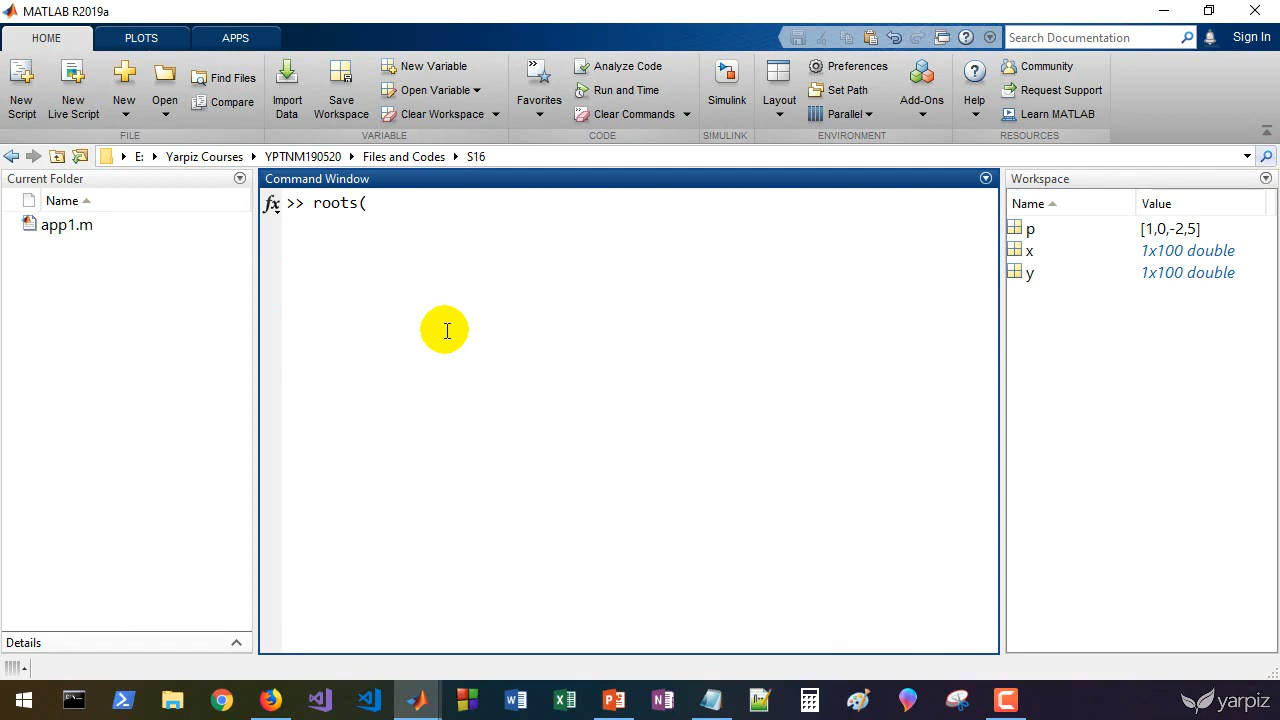 MATLAB R2019a
HOME PLOTS APPS
Search Documentation
Sign In
New Script
New Live Script
New
Open
Find Files
Compare
Import Data
Save Workspace
New Variable
Open Variable
Clear Workspace
Favorites
Analyze Code
Run and Time
Clear Commands
Simulink
Layout
Preferences
Set Path
Parallel
Add-Ons
Help
Community
Request Support
Learn MATLAB
FILE VARIABLE CODE SIMULINK ENVIRONMENT RESOURCES
E: Yarpiz Courses YPTNM190520 Files and Codes S16
Current Folder
Name
app1.m
Details
Command Window
fx >> roots(
Workspace
Name Value
p [1,0,-2,5]
x 1x100 double
y 1x100 double
yarpiz